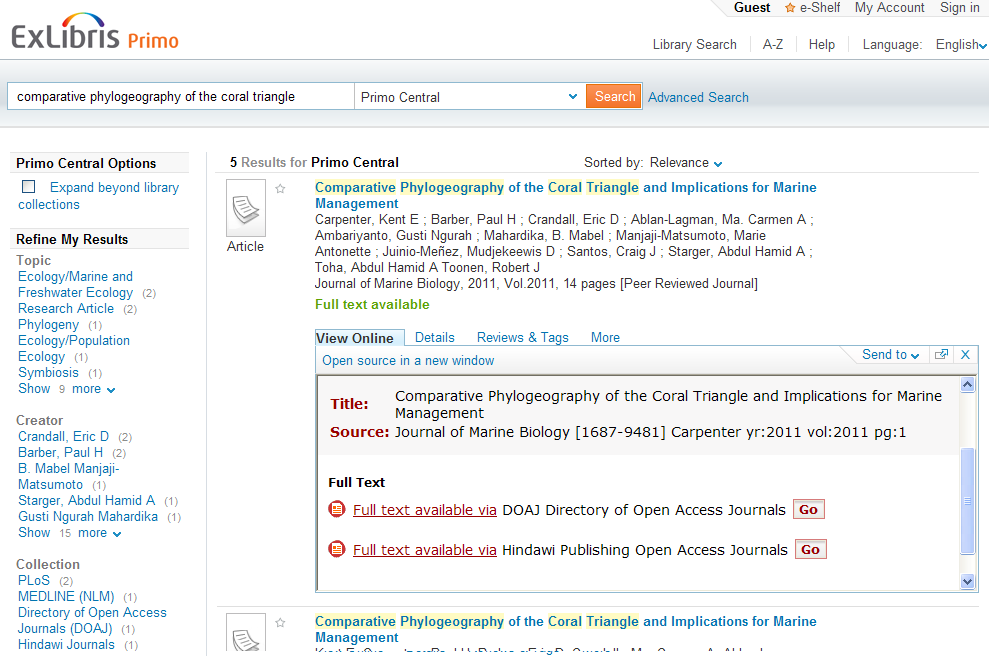 Guest e-Shelf My Account Sign in
ExLibris Primo
Library Search A-Z Help Language: English
comparative phylogeography of the coral triangle Primo Central Search Advanced Search
Primo Central Options
Expand beyond library
collections
Refine My Results
Topic
Ecology/Marine and
Freshwater Ecology (2)
Research Article (2)
Phylogeny (1)
Ecology/Population
Ecology (1)
Symbiosis (1)
Show 9 more
Creator
Crandall, Eric D (2)
Barber, Paul H (2)
B. Mabel Manjaji-
Matsumoto (1)
Starger, Abdul Hamid A (1)
Gusti Ngurah Mahardika (1)
Show 15 more
Collection
PLoS (2)
MEDLINE (NLM) (1)
Directory of Open Access
Journals (DOAJ) (1)
Hindawi Journals (1)
5 Results for Primo Central Sorted by: Relevance
Article
Comparative Phylogeography of the Coral Triangle and Implications for Marine
Management
Carpenter, Kent E ; Barber, Paul H ; Crandall, Eric D ; Ablan-Lagman, Ma. Carmen A ;
Ambariyanto, Gusti Ngurah ; Mahardika, B. Mabel ; Manjaji-Matsumoto, Marie
Antonette ; Juinio-Meñez, Mudjekeewis D ; Santos, Craig J ; Starger, Abdul Hamid A ;
Toha, Abdul Hamid A Toonen, Robert J
Journal of Marine Biology, 2011, Vol.2011, 14 pages [Peer Reviewed Journal]
Full text available
View Online Details Reviews & Tags More
Open source in a new window Send to X
Title: Comparative Phylogeography of the Coral Triangle and Implications for Marine
Management
Source: Journal of Marine Biology [1687-9481] Carpenter yr:2011 vol:2011 pg:1
Full Text
Full text available via DOAJ Directory of Open Access Journals Go
Full text available via Hindawi Publishing Open Access Journals Go
Comparative Phylogeography of the Coral Triangle and Implications for Marine
Management